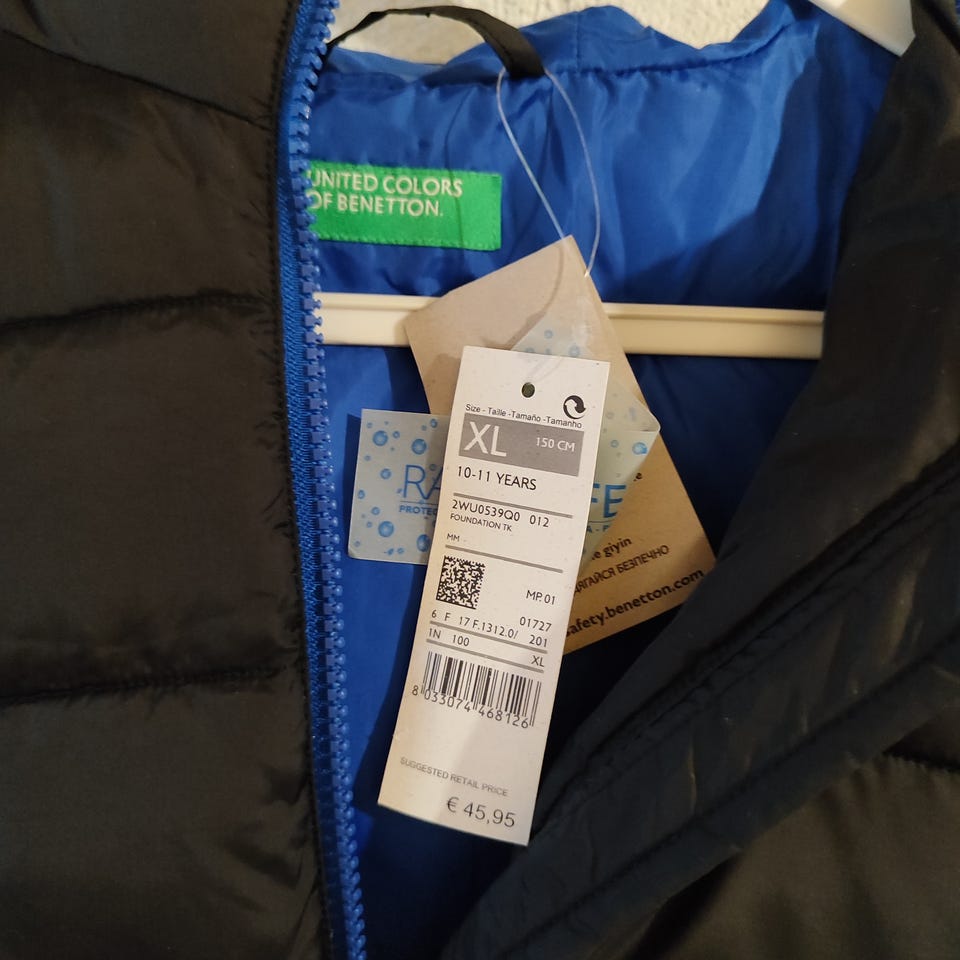 UNITED COLORS
OF BENETTON.
Size - Taille - Tamaño - Tamanho
XL 150 CM
10-11 YEARS
2WU0539Q0 012
FOUNDATION TK
MM
MP.01
01727
6 F 17 F.1312.0/ 201
1N 100 XL
8 033074 468126
SUGGESTED RETAIL PRICE
€ 45,95
giyin
БЕЗПЕЧНО
safety.benetton.com